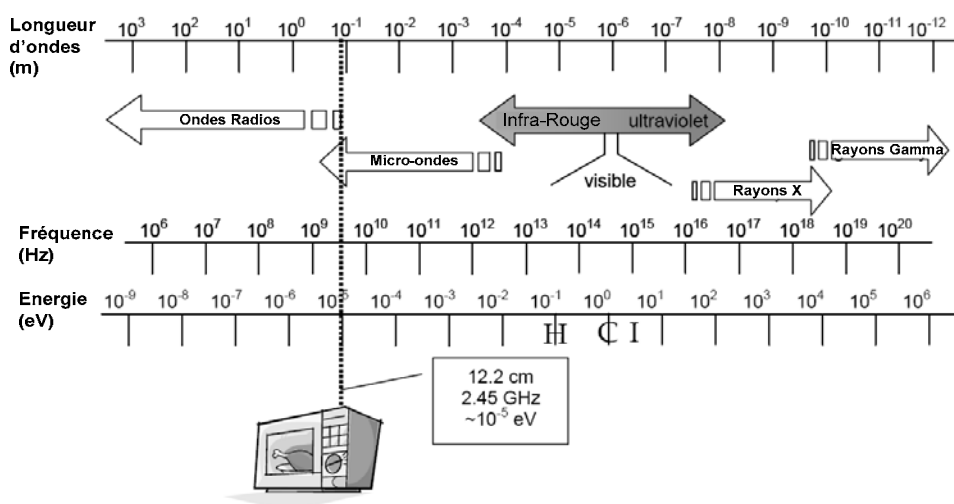 Longueur d'ondes (m)
10³ 10² 10¹ 10⁰ 10⁻¹ 10⁻² 10⁻³ 10⁻⁴ 10⁻⁵ 10⁻⁶ 10⁻⁷ 10⁻⁸ 10⁻⁹ 10⁻¹⁰ 10⁻¹¹ 10⁻¹²
Ondes Radios
Infra-Rouge ultraviolet
Micro-ondes
visible
Rayons X
Rayons Gamma
Fréquence (Hz)
10⁶ 10⁷ 10⁸ 10⁹ 10¹⁰ 10¹¹ 10¹² 10¹³ 10¹⁴ 10¹⁵ 10¹⁶ 10¹⁷ 10¹⁸ 10¹⁹ 10²⁰
Energie (eV)
10⁻⁹ 10⁻⁸ 10⁻⁷ 10⁻⁶ 10⁻⁵ 10⁻⁴ 10⁻³ 10⁻² 10⁻¹ 10⁰ 10¹ 10² 10³ 10⁴ 10⁵ 10⁶
H C I
12.2 cm
2.45 GHz
~10⁻⁵ eV